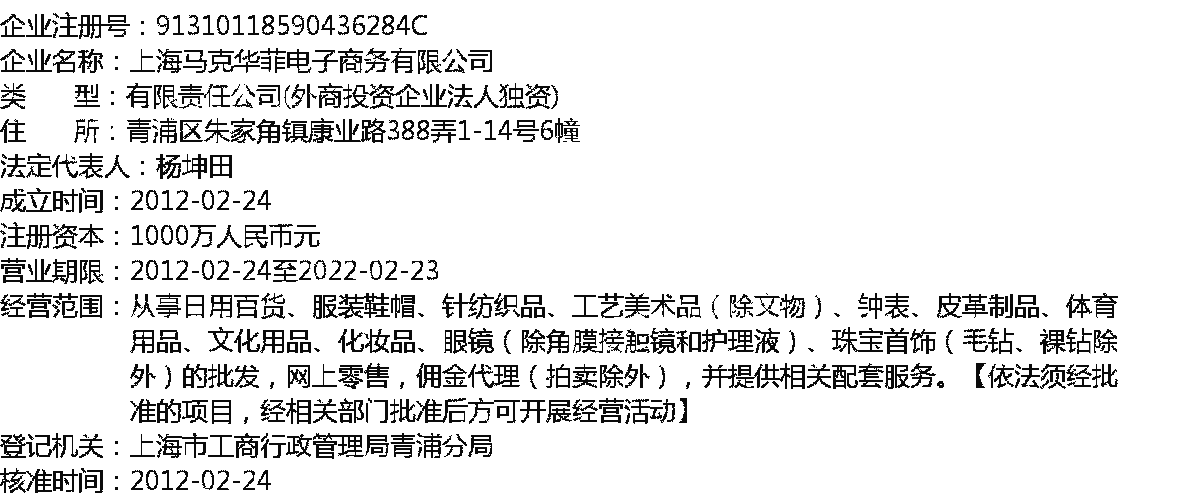 企业注册号：91310118590436284C
企业名称：上海马克华菲电子商务有限公司
类　　型：有限责任公司(外商投资企业法人独资)
住　　所：青浦区朱家角镇康业路388弄1-14号6幢
法定代表人：杨坤田
成立时间：2012-02-24
注册资本：1000万人民币元
营业期限：2012-02-24至2022-02-23
经营范围：从事日用百货、服装鞋帽、针纺织品、工艺美术品（除文物）、钟表、皮革制品、体育
用品、文化用品、化妆品、眼镜（除角膜接触镜和护理液）、珠宝首饰（毛钻、裸钻除
外）的批发，网上零售，佣金代理（拍卖除外），并提供相关配套服务。【依法须经批
准的项目，经相关部门批准后方可开展经营活动】
登记机关：上海市工商行政管理局青浦分局
核准时间：2012-02-24